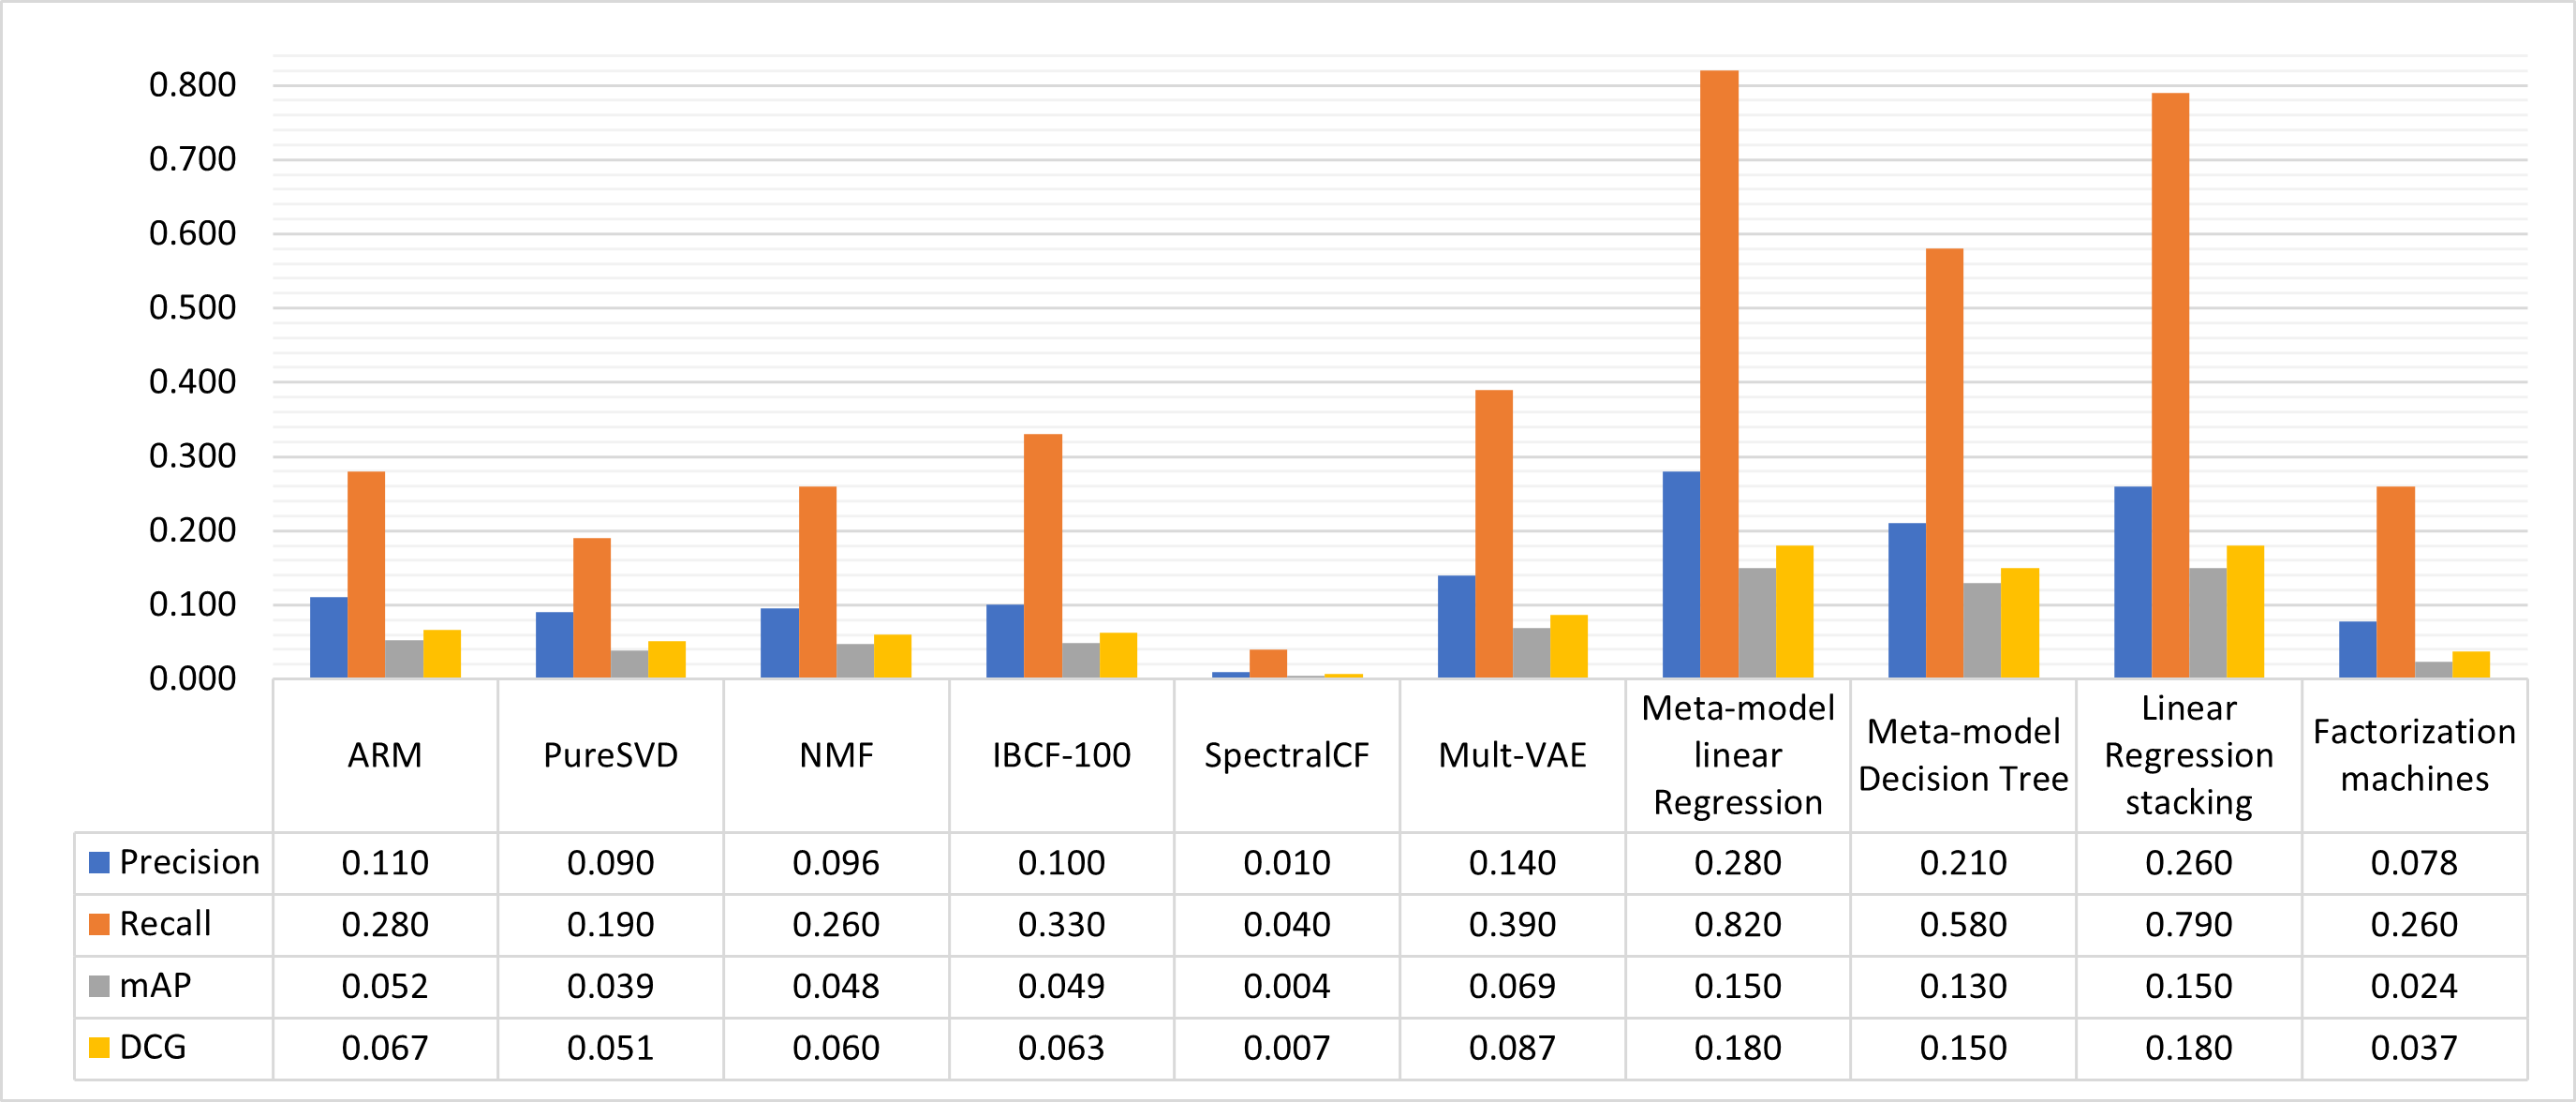 0.800
0.700
0.600
0.500
0.400
0.300
0.200
0.100
0.000
ARM
PureSVD
NMF
IBCF-100
SpectralCF
Mult-VAE
Meta-model
linear
Regression
Meta-model
Decision Tree
Linear
Regression
stacking
Factorization
machines
Precision 0.110 0.090 0.096 0.100 0.010 0.140 0.280 0.210 0.260 0.078
Recall 0.280 0.190 0.260 0.330 0.040 0.390 0.820 0.580 0.790 0.260
mAP 0.052 0.039 0.048 0.049 0.004 0.069 0.150 0.130 0.150 0.024
DCG 0.067 0.051 0.060 0.063 0.007 0.087 0.180 0.150 0.180 0.037